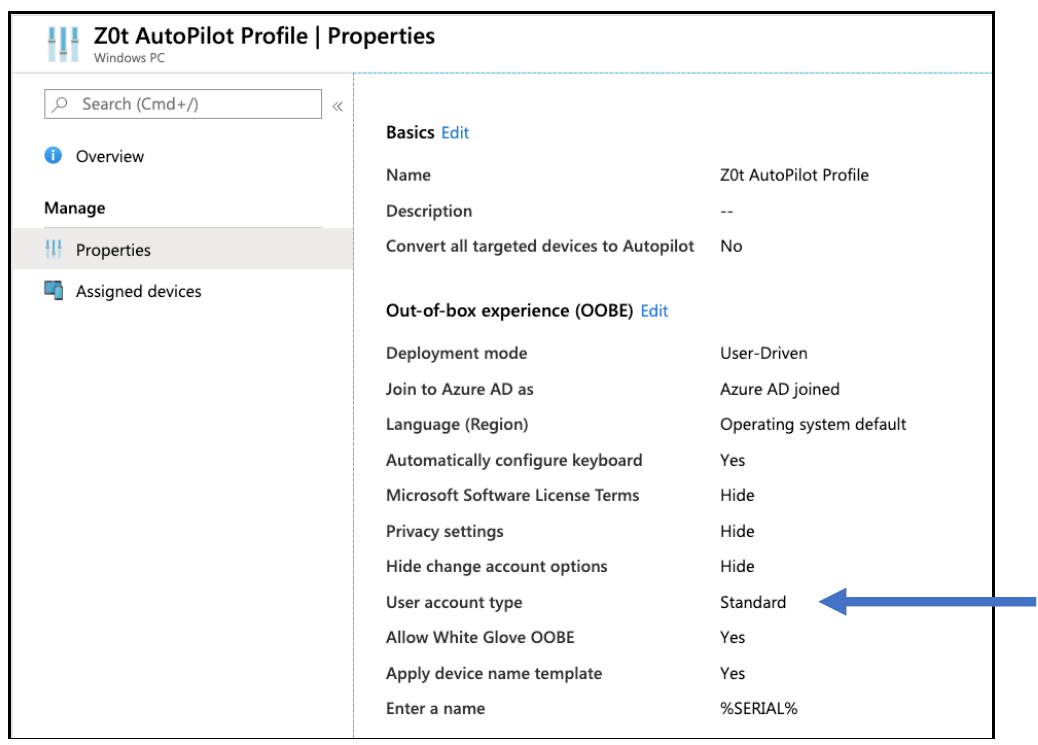 Z0t AutoPilot Profile | Properties
Windows PC
Search (Cmd+/)
«
Overview
Manage
Properties
Assigned devices
Basics Edit
Name Z0t AutoPilot Profile
Description --
Convert all targeted devices to Autopilot No
Out-of-box experience (OOBE) Edit
Deployment mode User-Driven
Join to Azure AD as Azure AD joined
Language (Region) Operating system default
Automatically configure keyboard Yes
Microsoft Software License Terms Hide
Privacy settings Hide
Hide change account options Hide
User account type Standard
Allow White Glove OOBE Yes
Apply device name template Yes
Enter a name %SERIAL%